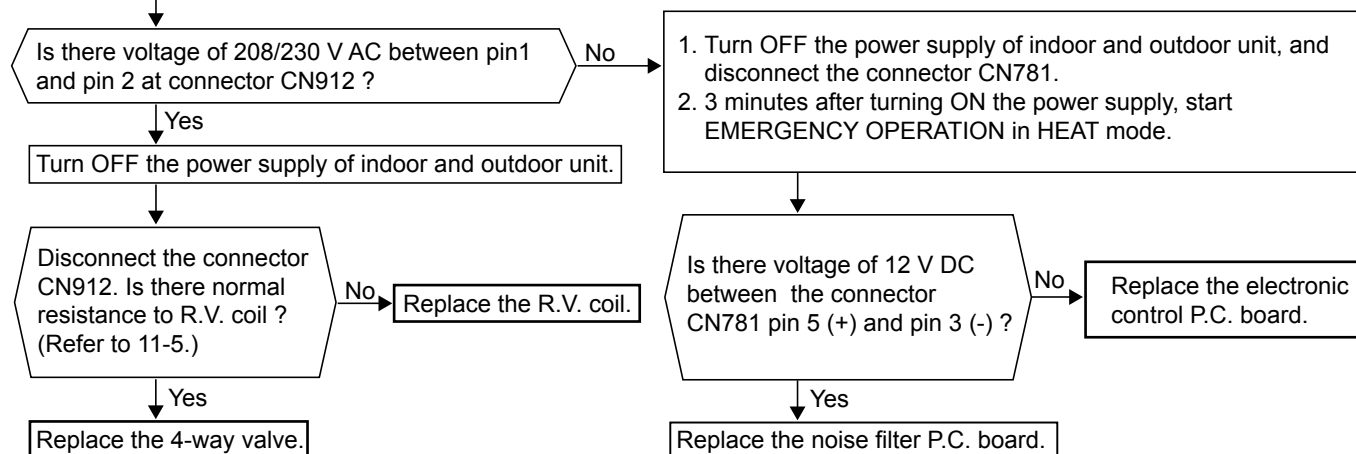 Is there voltage of 208/230 V AC between pin1
and pin 2 at connector CN912 ?
No
1. Turn OFF the power supply of indoor and outdoor unit, and
disconnect the connector CN781.
2. 3 minutes after turning ON the power supply, start
EMERGENCY OPERATION in HEAT mode.
Yes
Turn OFF the power supply of indoor and outdoor unit.
Disconnect the connector
CN912. Is there normal
resistance to R.V. coil ?
(Refer to 11-5.)
No
Replace the R.V. coil.
Yes
Replace the 4-way valve.
Is there voltage of 12 V DC
between the connector
CN781 pin 5 (+) and pin 3 (-) ?
No
Replace the electronic
control P.C. board.
Yes
Replace the noise filter P.C. board.